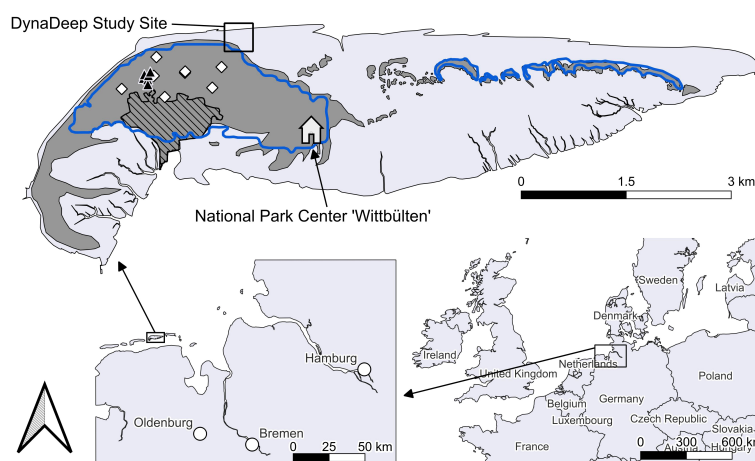 DynaDeep Study Site
0 1.5 3 km
National Park Center 'Wittbülten'
Hamburg
Oldenburg
Bremen
0 25 50 km
Sweden
Latvia
Denmark
Ireland
United Kingdom
Netherlands
Poland
Belgium
Germany
Luxembourg
Czech Republic
Slovakia
France
Austria
Hungary
0 300 600 km